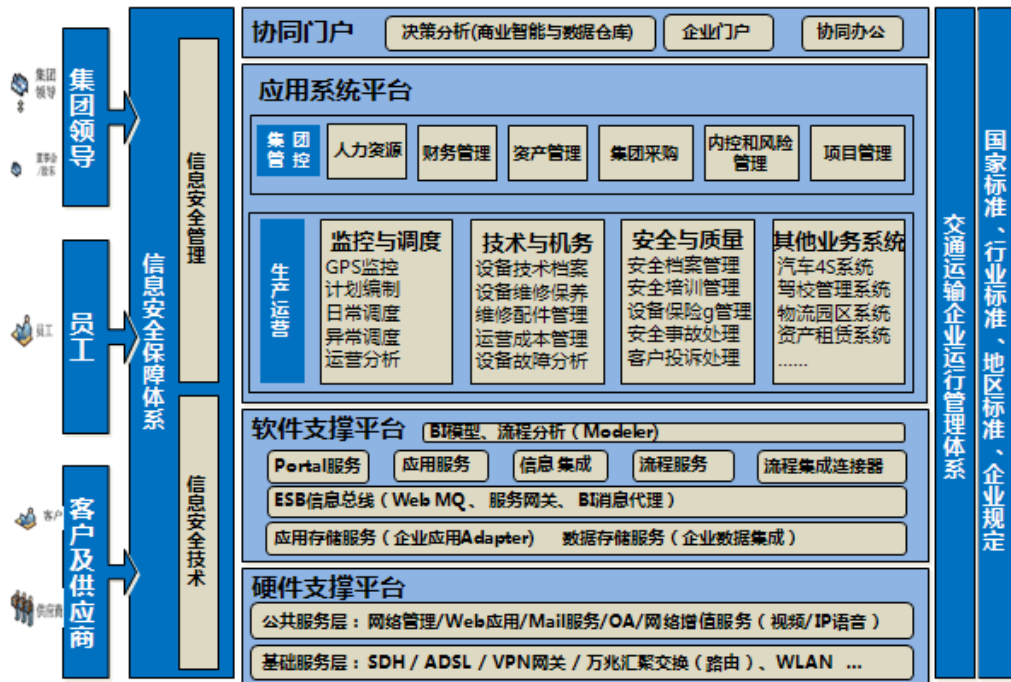 协同门户
决策分析(商业智能与数据仓库)
企业门户
协同办公
集团
领导
董事会
/股东
集团领导
员工
员工
客户
供应商
客户及供应商
信息安全保障体系
信息安全管理
信息安全技术
应用系统平台
集 团
管 控
人力资源
财务管理
资产管理
集团采购
内控和风险
管理
项目管理
生产运营
监控与调度
GPS监控
计划编制
日常调度
异常调度
运营分析
技术与机务
设备技术档案
设备维修保养
维修配件管理
运营成本管理
设备故障分析
安全与质量
安全档案管理
安全培训管理
设备保险g管理
安全事故处理
客户投诉处理
其他业务系统
汽车4S系统
驾校管理系统
物流园区系统
资产租赁系统
......
软件支撑平台
BI模型、流程分析（Modeler)
Portal服务
应用服务
信息 集成
流程服务
流程集成连接器
ESB信息总线（Web MQ、 服务网关、 BI消息代理）
应用存储服务（企业应用Adapter) 数据存储服务（企业数据集成）
硬件支撑平台
公共服务层：网络管理/Web应用/Mail服务/OA/网络增值服务（视频/IP语音）
基础服务层：SDH / ADSL / VPN网关 / 万兆汇聚交换（路由）、WLAN ...
交通运输企业运行管理体系
国家标准、行业标准、地区标准、企业规定